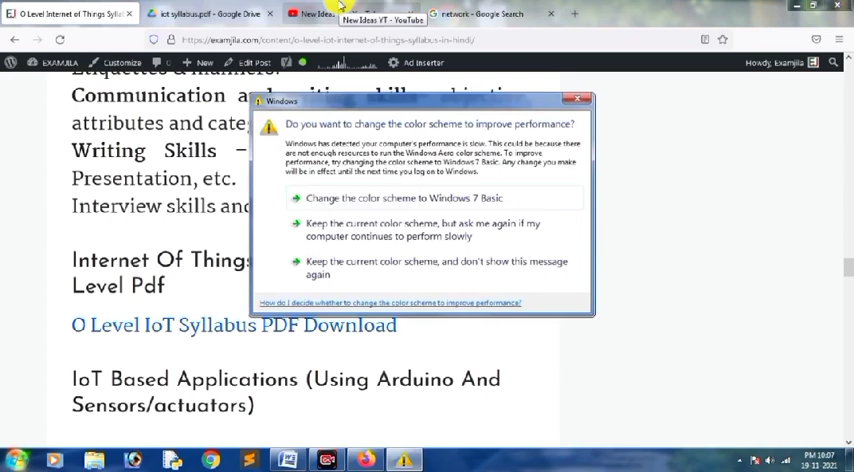 O Level Internet of Things Syllab
iot syllabus.pdf - Google Drive
New Ideas
network - Google Search
New Ideas YT - YouTube
https://examjila.com/content/o-level-iot-internet-of-things-syllabus-in-hindi/
EXAMJILA
Customize
0
New
Edit Post
Ad Inserter
Howdy, Examjila
Etiquettes & manners.
Communication
attributes and cate
Writing Skills –
Presentation, etc.
Interview skills and
Windows
Do you want to change the color scheme to improve performance?
Windows has detected your computer's performance is slow. This could be because
there are not enough resources to run the Windows Aero color scheme. To improve
performance, try changing the color scheme to Windows 7 Basic. Any change you make
will be in effect until the next time you log on to Windows.
Change the color scheme to Windows 7 Basic
Keep the current color scheme, but ask me again if my
computer continues to perform slowly
Keep the current color scheme, and don't show this message
again
How do I decide whether to change the color scheme to improve performance?
Internet Of Things
Level Pdf
O Level IoT Syllabus PDF Download
IoT Based Applications (Using Arduino And
Sensors/actuators)
PM 10:07
19-11-2021